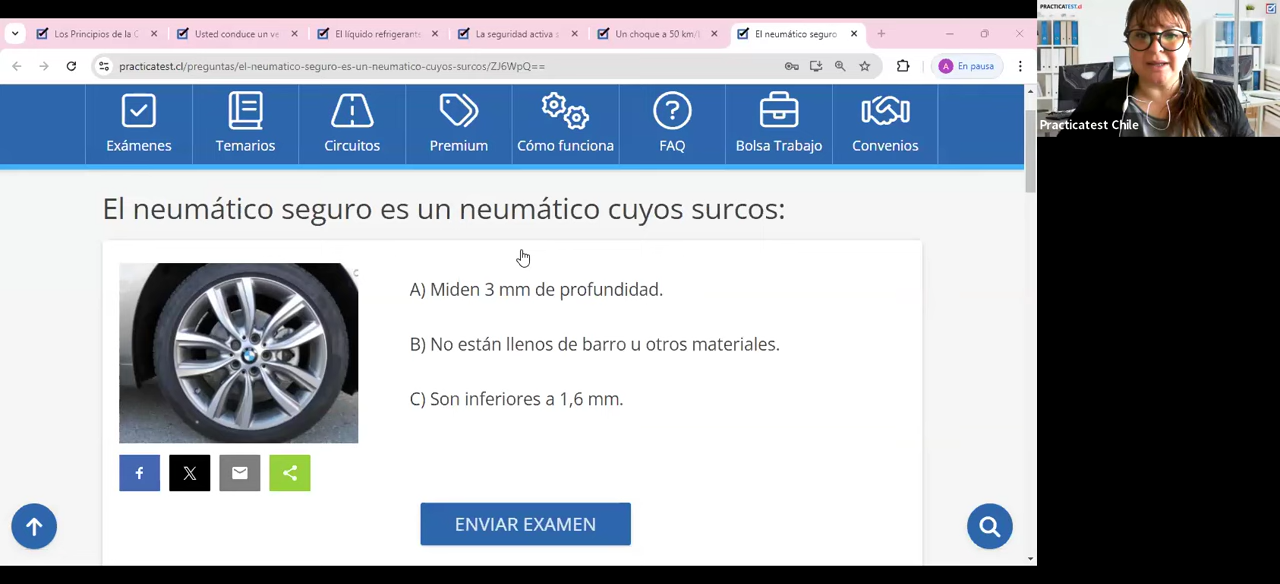 Los Principios de la C
Usted conduce un ve
El líquido refrigerante
La seguridad activa
Un choque a 50 km/
El neumático seguro
practicatest.cl/preguntas/el-neumatico-seguro-es-un-neumatico-cuyos-surcos/ZJ6WpQ==
A
En pausa
PRACTICATEST.cl
Practicatest Chile
Exámenes
Temarios
Circuitos
Premium
Cómo funciona
FAQ
Bolsa Trabajo
Convenios
El neumático seguro es un neumático cuyos surcos:
A) Miden 3 mm de profundidad.
B) No están llenos de barro u otros materiales.
C) Son inferiores a 1,6 mm.
ENVIAR EXAMEN